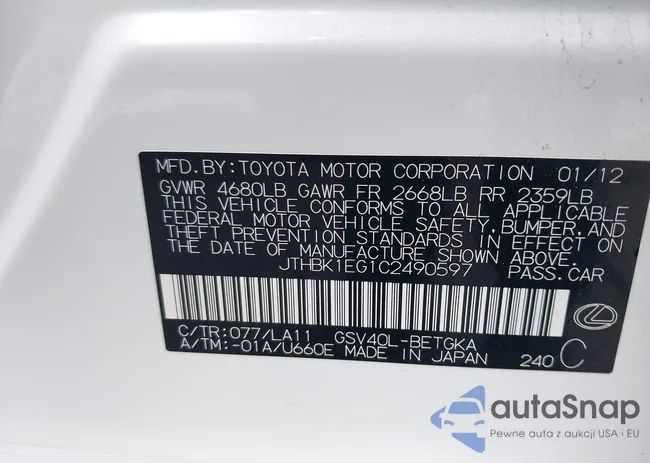 MFD.BY:TOYOTA MOTOR CORPORATION 01/12
GVWR 4680LB GAWR FR 2668LB RR 2359LB
THIS VEHICLE CONFORMS TO ALL APPLICABLE
FEDERAL MOTOR VEHICLE SAFETY,BUMPER,AND
THEFT PREVENTION STANDARDS IN EFFECT ON
THE DATE OF MANUFACTURE SHOWN ABOVE.
JTHBK1EG1C2490597 PASS.CAR
C/TR:077/LA11 GSV40L-BETGKA
A/TM:-01A/U660E MADE IN JAPAN 240 C
autaSnap
Pewne auta z aukcji USA i EU